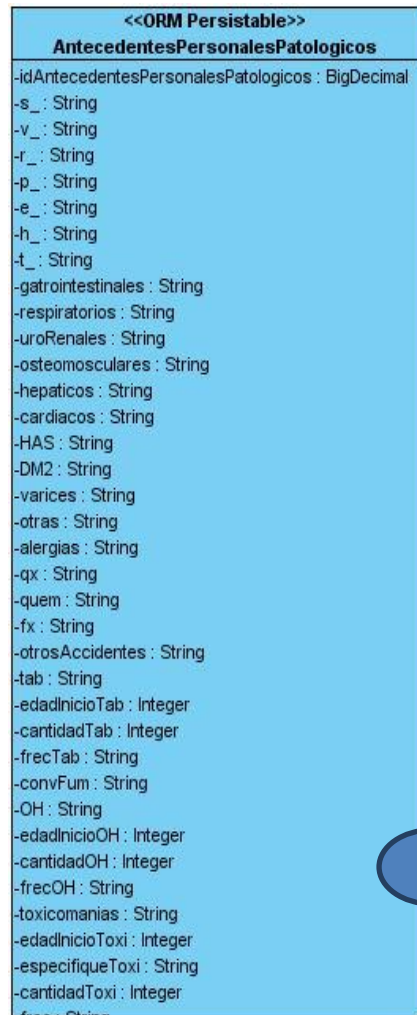 <<ORM Persistable>>
AntecedentesPersonalesPatologicos
-idAntecedentesPersonalesPatologicos : BigDecimal
-s_ : String
-v_ : String
-r_ : String
-p_ : String
-e_ : String
-h_ : String
-t_ : String
-gatrointestinales : String
-respiratorios : String
-uroRenales : String
-osteomosculares : String
-hepaticos : String
-cardiacos : String
-HAS : String
-DM2 : String
-varices : String
-otras : String
-alergias : String
-qx : String
-quem : String
-fx : String
-otrosAccidentes : String
-tab : String
-edadInicioTab : Integer
-cantidadTab : Integer
-frecTab : String
-convFum : String
-OH : String
-edadInicioOH : Integer
-cantidadOH : Integer
-frecOH : String
-toxicomanias : String
-edadInicioToxi : Integer
-especifiqueToxi : String
-cantidadToxi : Integer